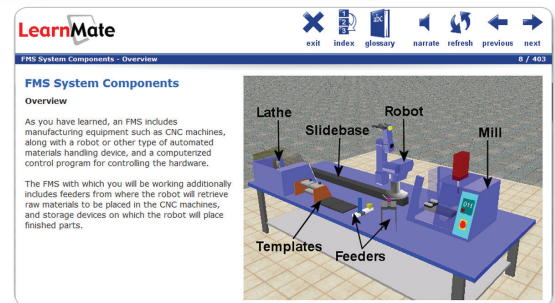 LearnMate
exit index glossary narrate refresh previous next
FMS System Components - Overview 8 / 403
FMS System Components
Overview
As you have learned, an FMS includes
manufacturing equipment such as CNC machines,
along with a robot or other type of automated
materials handling device, and a computerized
control program for controlling the hardware.
The FMS with which you will be working additionally
includes feeders from where the robot will retrieve
raw materials to be placed in the CNC machines,
and storage devices on which the robot will place
finished parts.
Lathe
Robot
Slidebase
Mill
Templates
Feeders